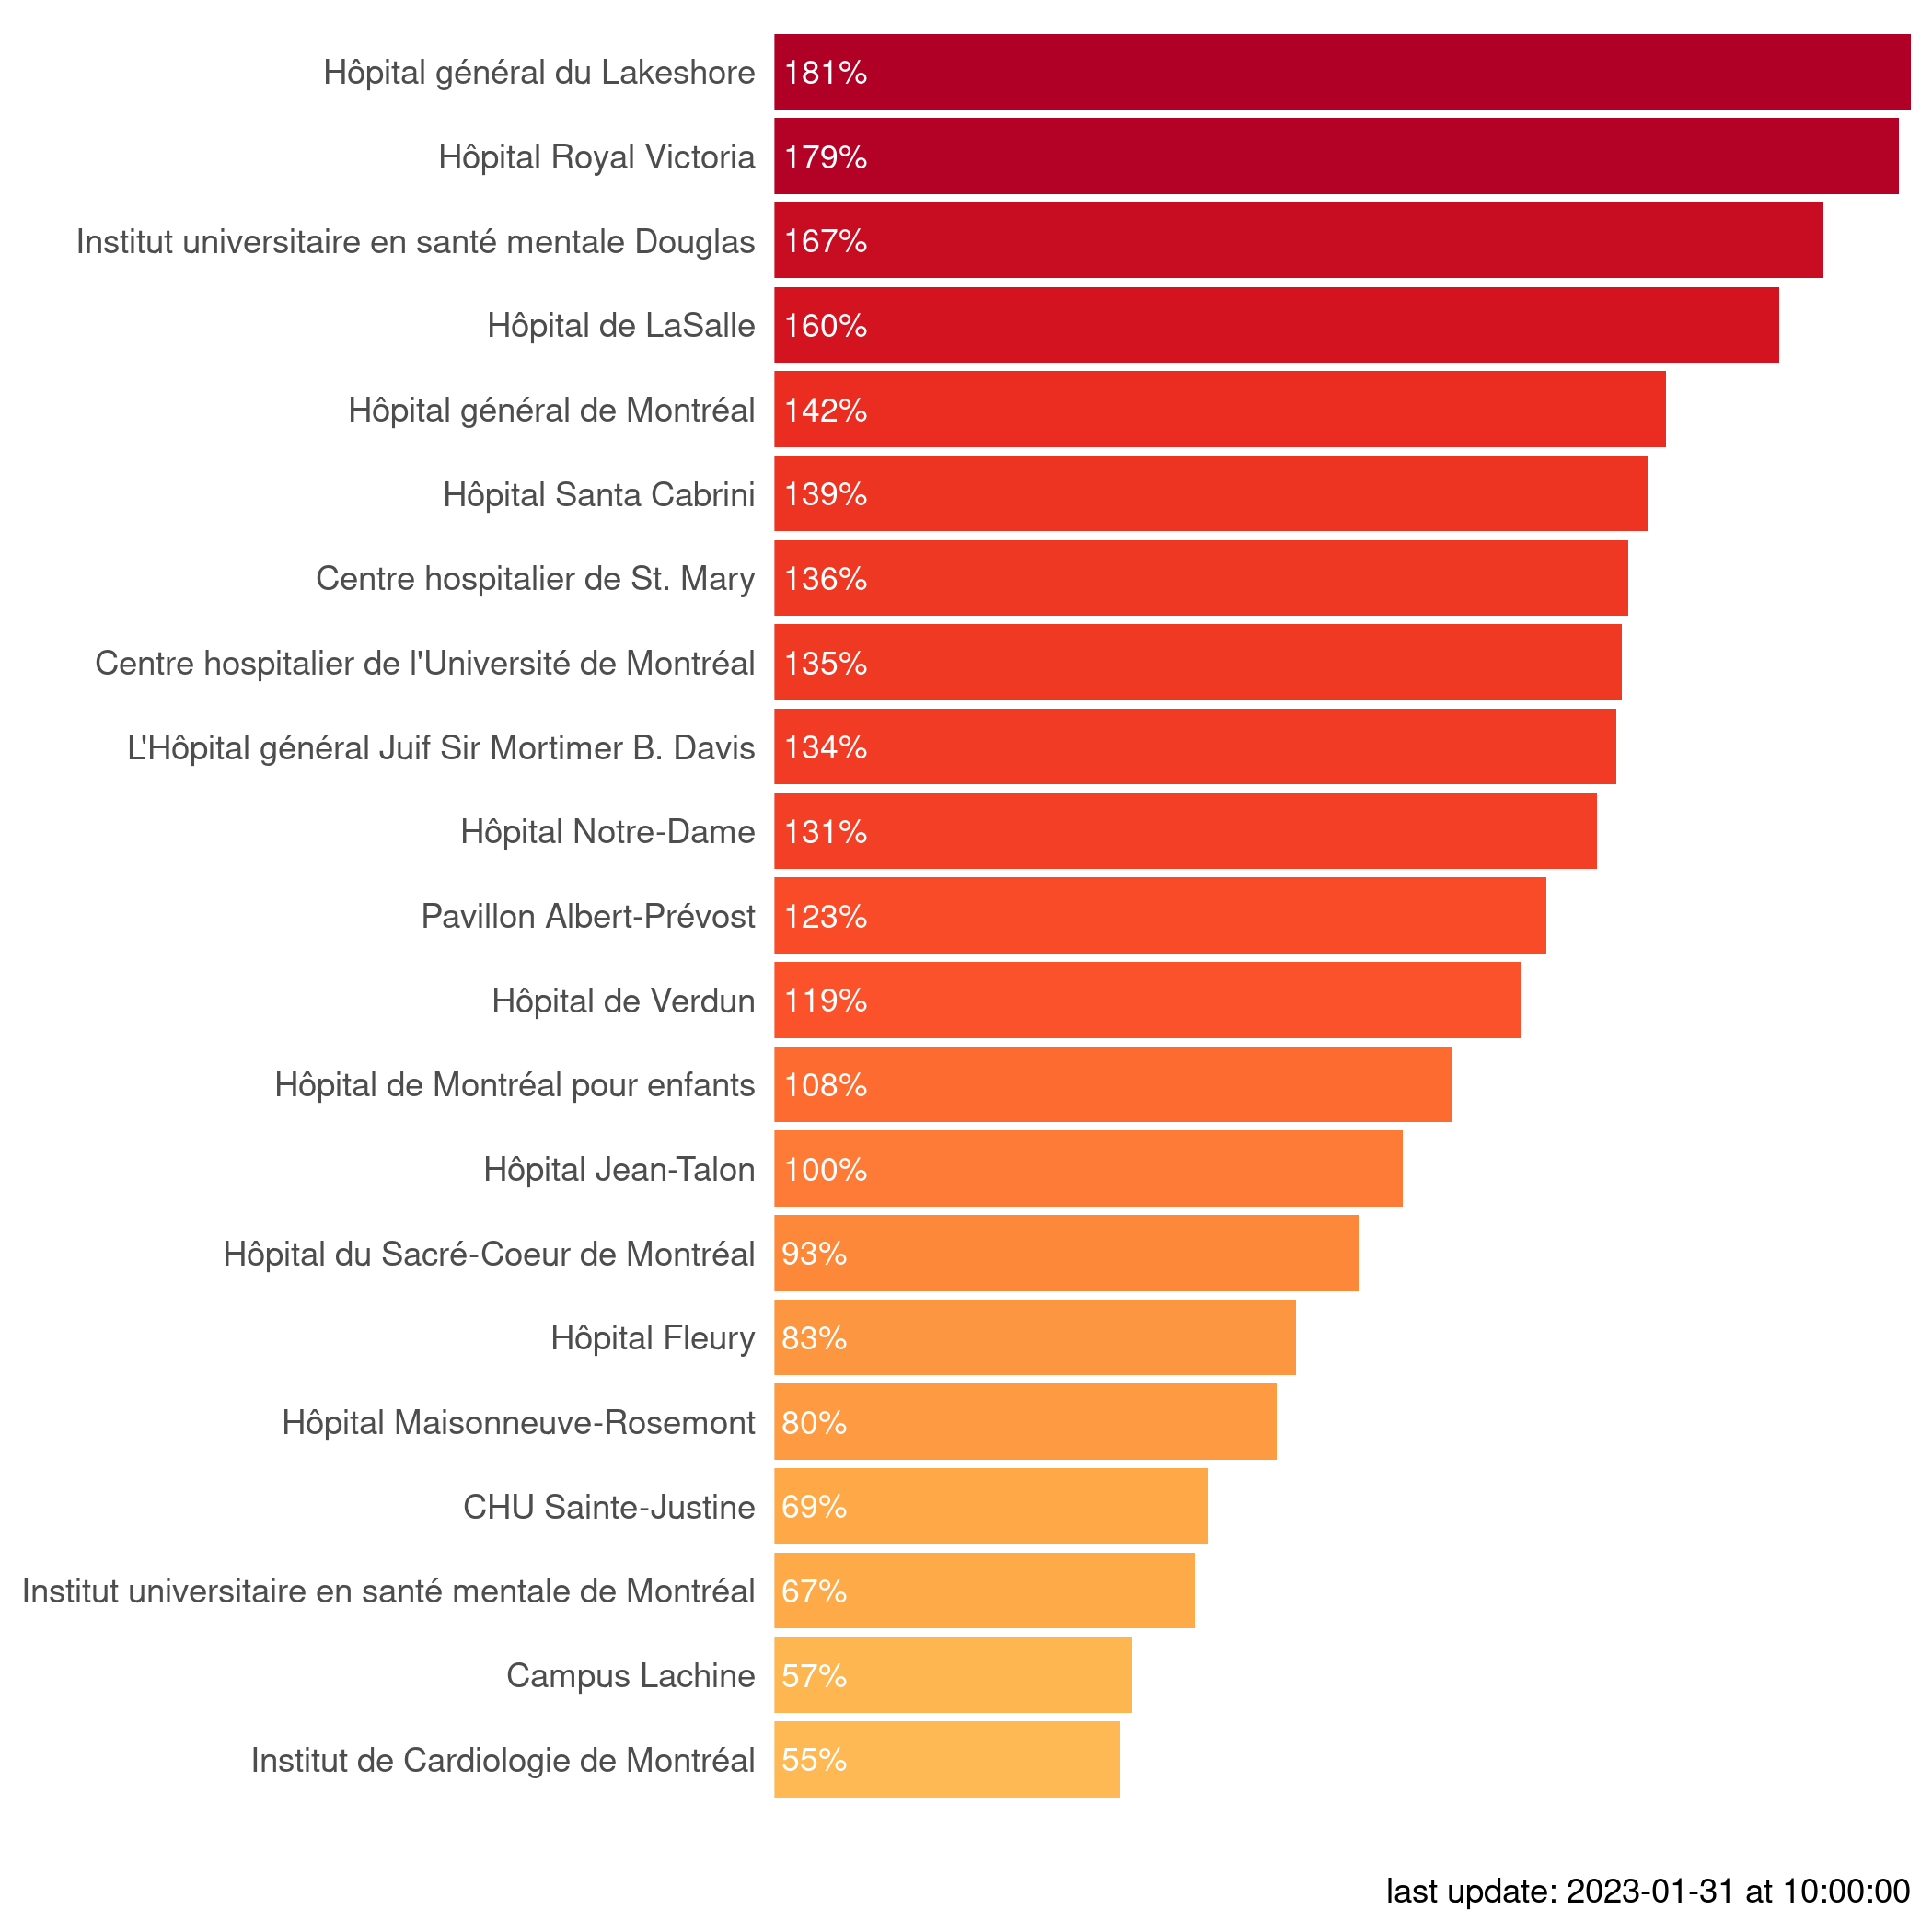 Hôpital général du Lakeshore 181%
Hôpital Royal Victoria 179%
Institut universitaire en santé mentale Douglas 167%
Hôpital de LaSalle 160%
Hôpital général de Montréal 142%
Hôpital Santa Cabrini 139%
Centre hospitalier de St. Mary 136%
Centre hospitalier de l'Université de Montréal 135%
L'Hôpital général Juif Sir Mortimer B. Davis 134%
Hôpital Notre-Dame 131%
Pavillon Albert-Prévost 123%
Hôpital de Verdun 119%
Hôpital de Montréal pour enfants 108%
Hôpital Jean-Talon 100%
Hôpital du Sacré-Coeur de Montréal 93%
Hôpital Fleury 83%
Hôpital Maisonneuve-Rosemont 80%
CHU Sainte-Justine 69%
Institut universitaire en santé mentale de Montréal 67%
Campus Lachine 57%
Institut de Cardiologie de Montréal 55%
last update: 2023-01-31 at 10:00:00